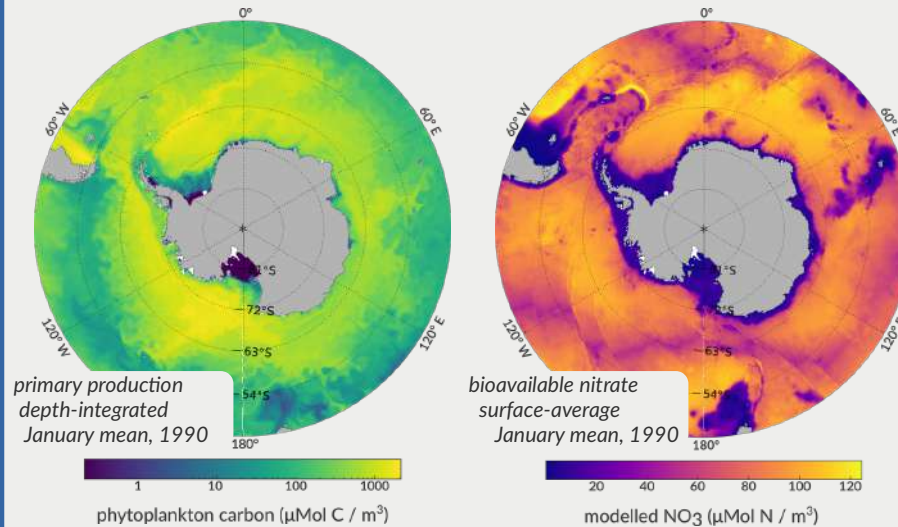 0°
60° W
60° E
81°S
72°S
63°S
54°S
120° W
120° E
180°
primary production
depth-integrated
January mean, 1990
1 10 100 1000
phytoplankton carbon (µMol C / m³)
0°
60° W
60° E
81°S
72°S
63°S
54°S
120° W
120° E
180°
bioavailable nitrate
surface-average
January mean, 1990
20 40 60 80 100 120
modelled NO₃ (µMol N / m³)